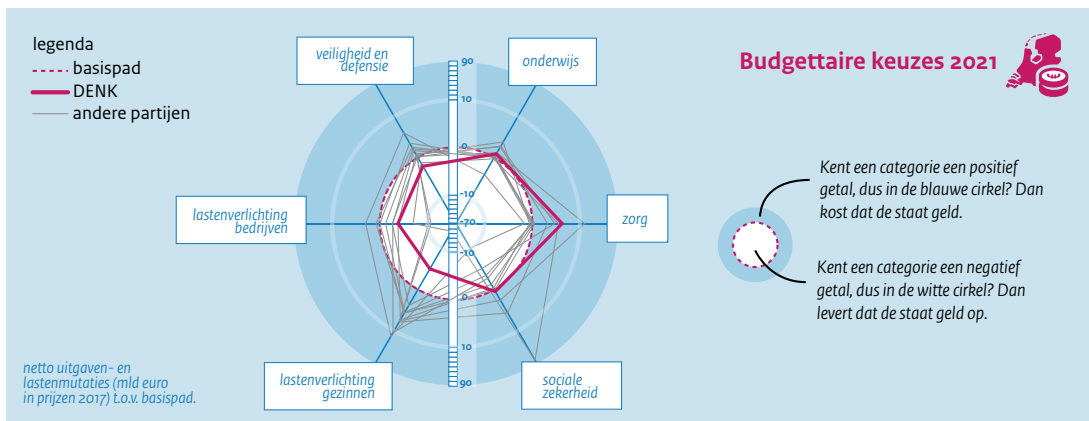 legenda
basispad
DENK
andere partijen
veiligheid en
defensie
onderwijs
Budgettaire keuzes 2021
90
10
0
-10
-70
-10
0
10
90
lastenverlichting
bedrijven
zorg
lastenverlichting
gezinnen
sociale
zekerheid
Kent een categorie een positief
getal, dus in de blauwe cirkel? Dan
kost dat de staat geld.
Kent een categorie een negatief
getal, dus in de witte cirkel? Dan
levert dat de staat geld op.
netto uitgaven- en
lastenmutaties (mld euro
in prijzen 2017) t.o.v. basispad.